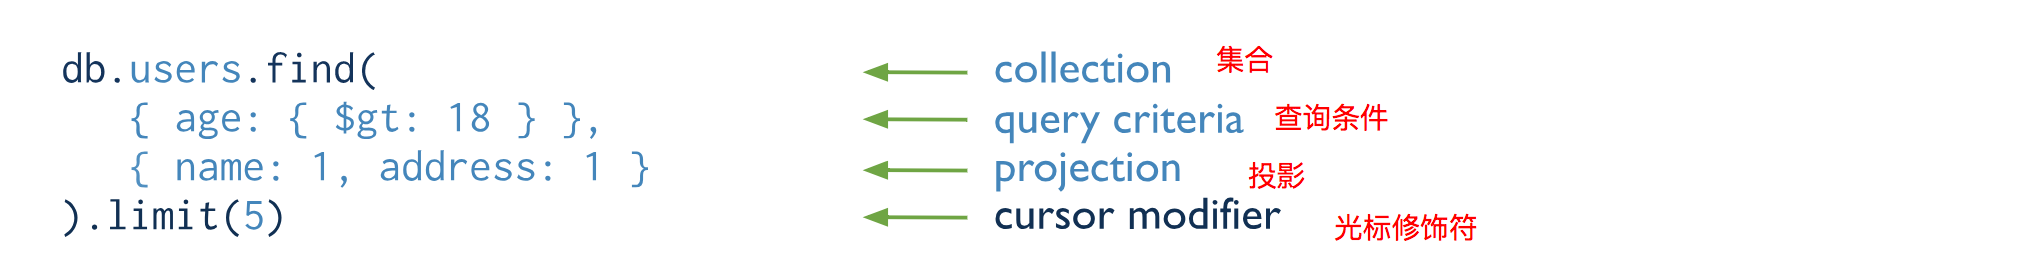 db.users.find( collection 集合
{ age: { $gt: 18 } }, query criteria 查询条件
{ name: 1, address: 1 } projection 投影
).limit(5) cursor modifier 光标修饰符